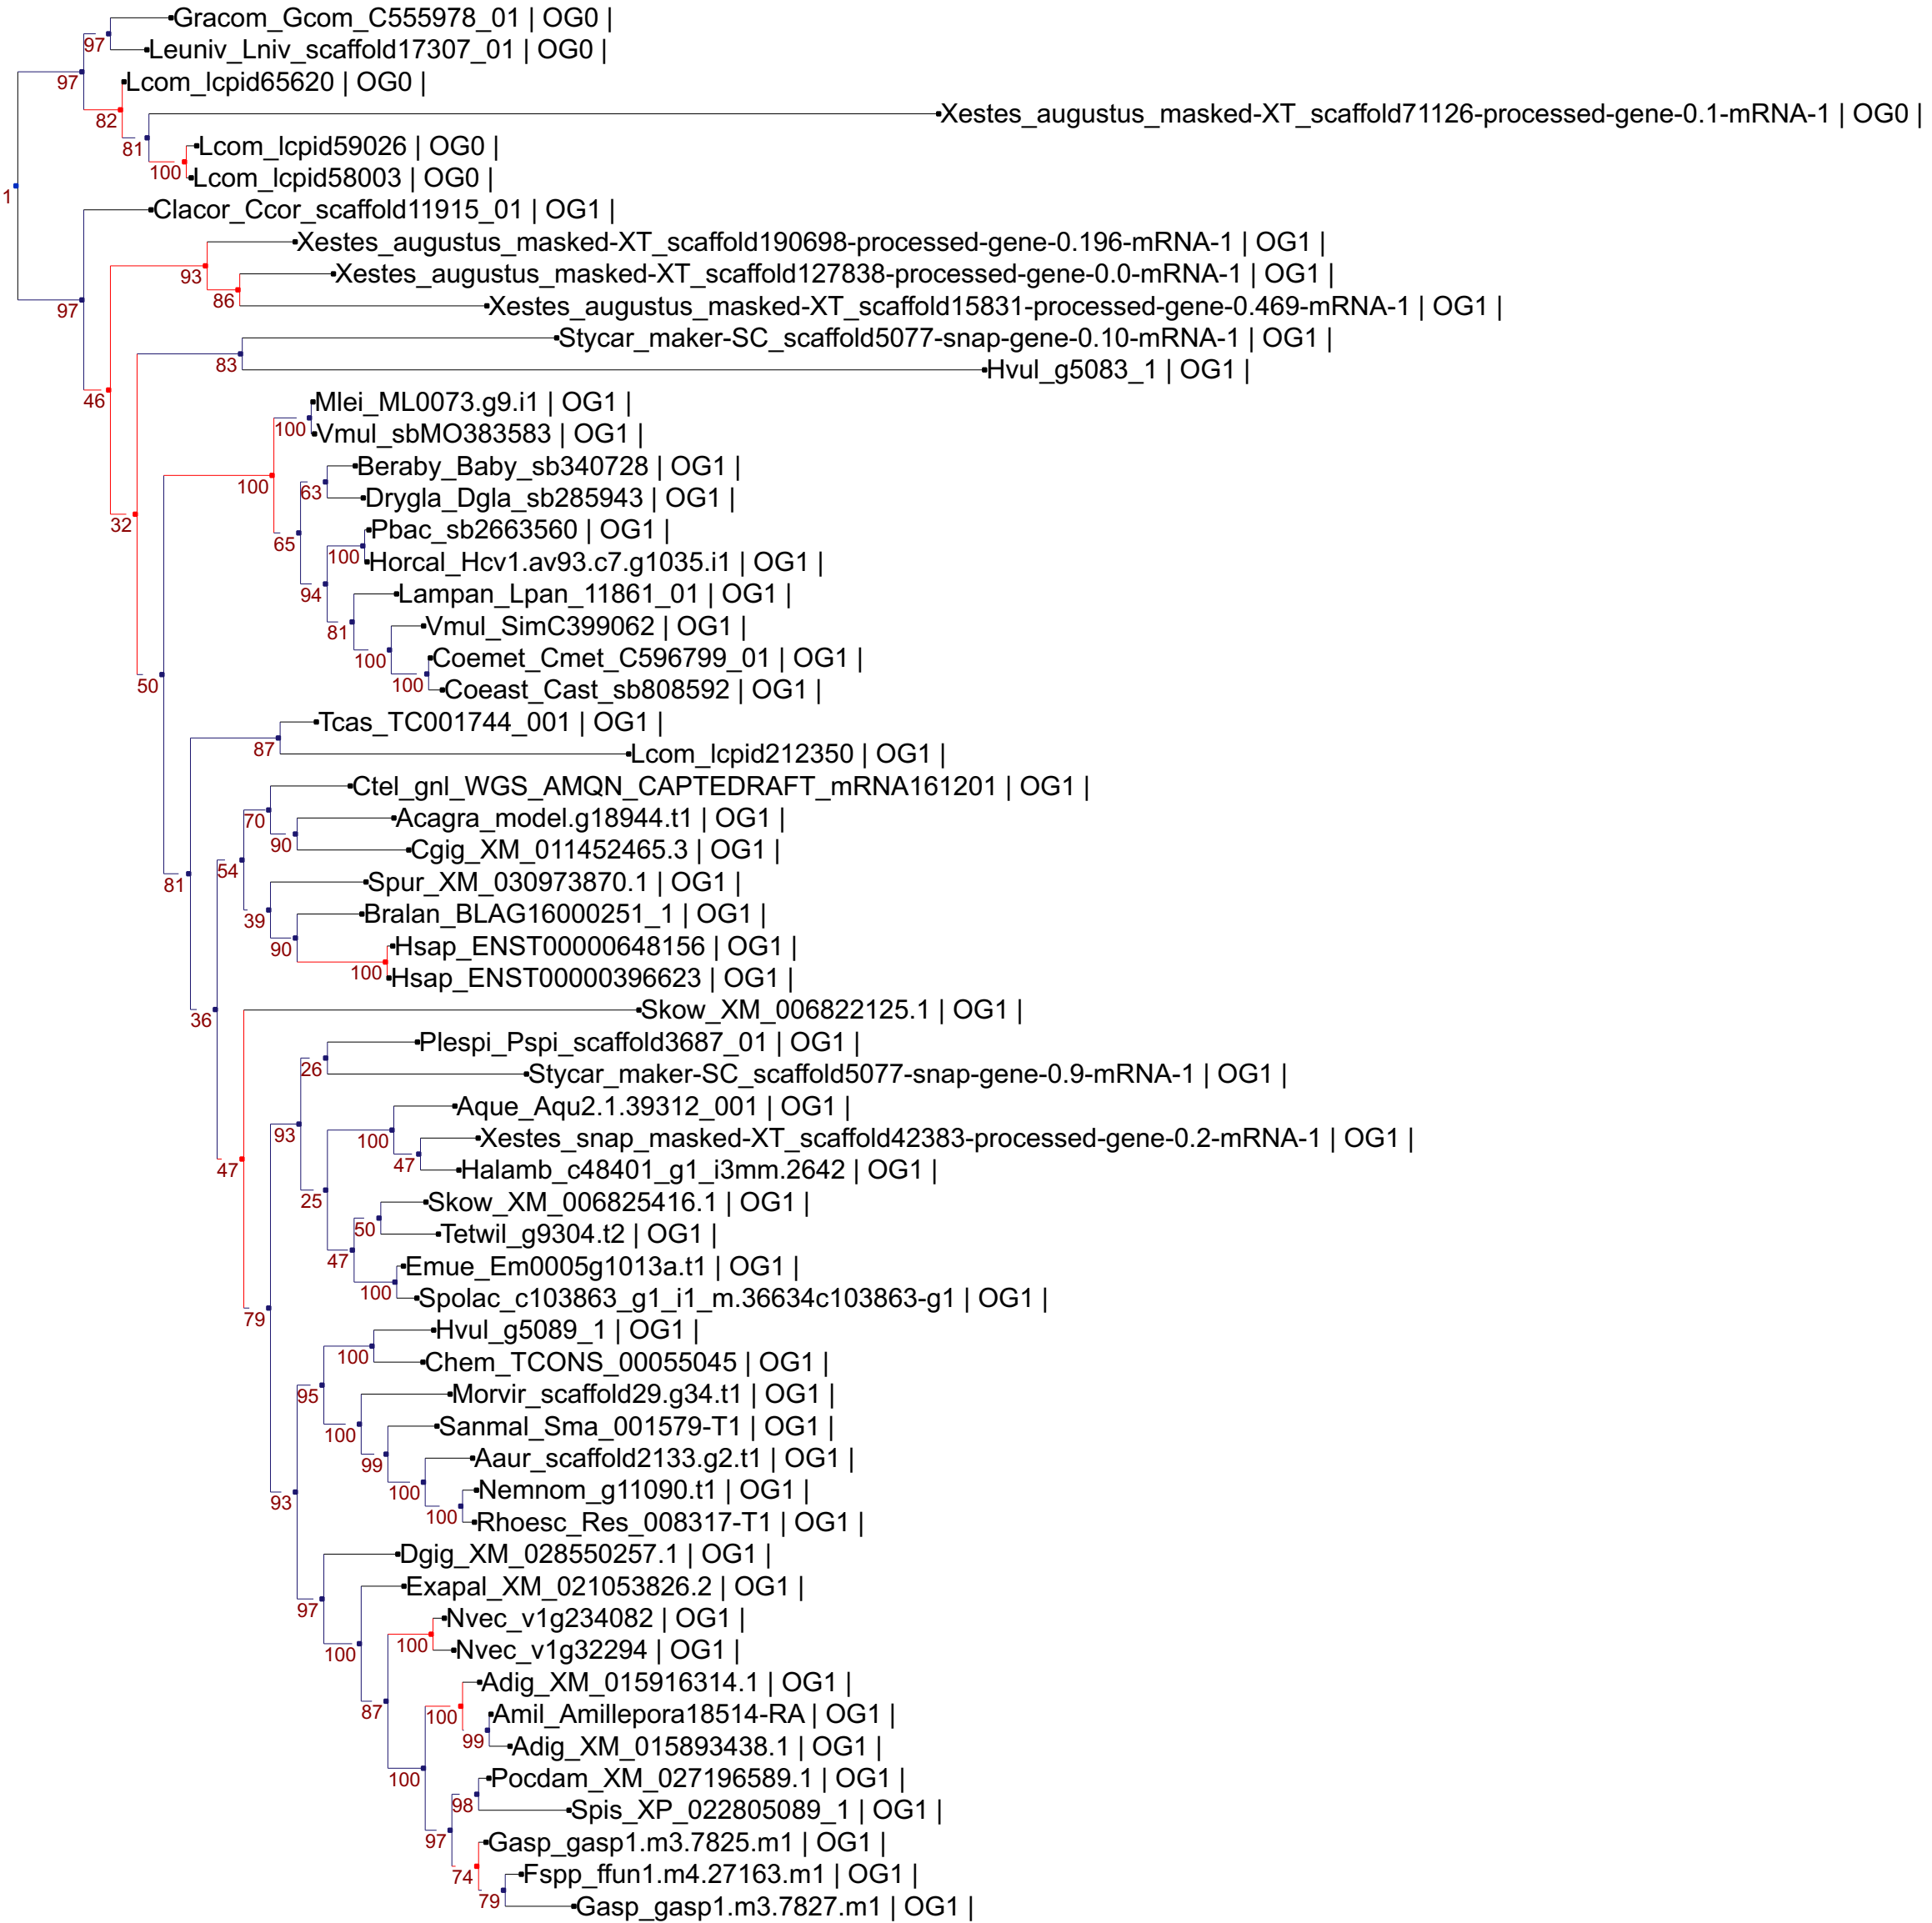 Gracom_Gcom_C555978_01 | OG0 |
97
Leuniv_Lniv_scaffold17307_01 | OG0 |
97
Lcom_lcpid65620 | OG0 |
82
Xestes_augustus_masked-XT_scaffold71126-processed-gene-0.1-mRNA-1 | OG0 |
81
Lcom_lcpid59026 | OG0 |
100
Lcom_lcpid58003 | OG0 |
1
Clacor_Ccor_scaffold11915_01 | OG1 |
Xestes_augustus_masked-XT_scaffold190698-processed-gene-0.196-mRNA-1 | OG1 |
93
Xestes_augustus_masked-XT_scaffold127838-processed-gene-0.0-mRNA-1 | OG1 |
86
Xestes_augustus_masked-XT_scaffold15831-processed-gene-0.469-mRNA-1 | OG1 |
97
Stycar_maker-SC_scaffold5077-snap-gene-0.10-mRNA-1 | OG1 |
83
Hvul_g5083_1 | OG1 |
46
Mlei_ML0073.g9.i1 | OG1 |
100
Vmul_sbMO383583 | OG1 |
Beraby_Baby_sb340728 | OG1 |
100
63
Drygla_Dgla_sb285943 | OG1 |
32
Pbac_sb2663560 | OG1 |
65
100
Horcal_Hcv1.av93.c7.g1035.i1 | OG1 |
94
Lampan_Lpan_11861_01 | OG1 |
81
Vmul_SimC399062 | OG1 |
100
Coemet_Cmet_C596799_01 | OG1 |
50
100
Coeast_Cast_sb808592 | OG1 |
Tcas_TC001744_001 | OG1 |
87
Lcom_lcpid212350 | OG1 |
Ctel_gnl_WGS_AMQN_CAPTEDRAFT_mRNA161201 | OG1 |
70
Acagra_model.g18944.t1 | OG1 |
90
Cgig_XM_011452465.3 | OG1 |
54
81
Spur_XM_030973870.1 | OG1 |
39
Bralan_BLAG16000251_1 | OG1 |
90
Hsap_ENST00000648156 | OG1 |
100
Hsap_ENST00000396623 | OG1 |
36
Skow_XM_006822125.1 | OG1 |
Plespi_Pspi_scaffold3687_01 | OG1 |
26
Stycar_maker-SC_scaffold5077-snap-gene-0.9-mRNA-1 | OG1 |
Aque_Aqu2.1.39312_001 | OG1 |
93
100
Xestes_snap_masked-XT_scaffold42383-processed-gene-0.2-mRNA-1 | OG1 |
47
47
Halamb_c48401_g1_i3mm.2642 | OG1 |
25
Skow_XM_006825416.1 | OG1 |
50
Tetwil_g9304.t2 | OG1 |
47
Emue_Em0005g1013a.t1 | OG1 |
100
Spolac_c103863_g1_i1_m.36634c103863-g1 | OG1 |
79
Hvul_g5089_1 | OG1 |
100
Chem_TCONS_00055045 | OG1 |
95
Morvir_scaffold29.g34.t1 | OG1 |
100
Sanmal_Sma_001579-T1 | OG1 |
99
Aaur_scaffold2133.g2.t1 | OG1 |
100
Nemnom_g11090.t1 | OG1 |
93
100
Rhoesc_Res_008317-T1 | OG1 |
Dgig_XM_028550257.1 | OG1 |
Exapal_XM_021053826.2 | OG1 |
97
Nvec_v1g234082 | OG1 |
100
100
Nvec_v1g32294 | OG1 |
Adig_XM_015916314.1 | OG1 |
87
100
Amil_Amillepora18514-RA | OG1 |
99
Adig_XM_015893438.1 | OG1 |
100
Pocdam_XM_027196589.1 | OG1 |
98
Spis_XP_022805089_1 | OG1 |
97
Gasp_gasp1.m3.7825.m1 | OG1 |
74
Fspp_ffun1.m4.27163.m1 | OG1 |
79
Gasp_gasp1.m3.7827.m1 | OG1 |